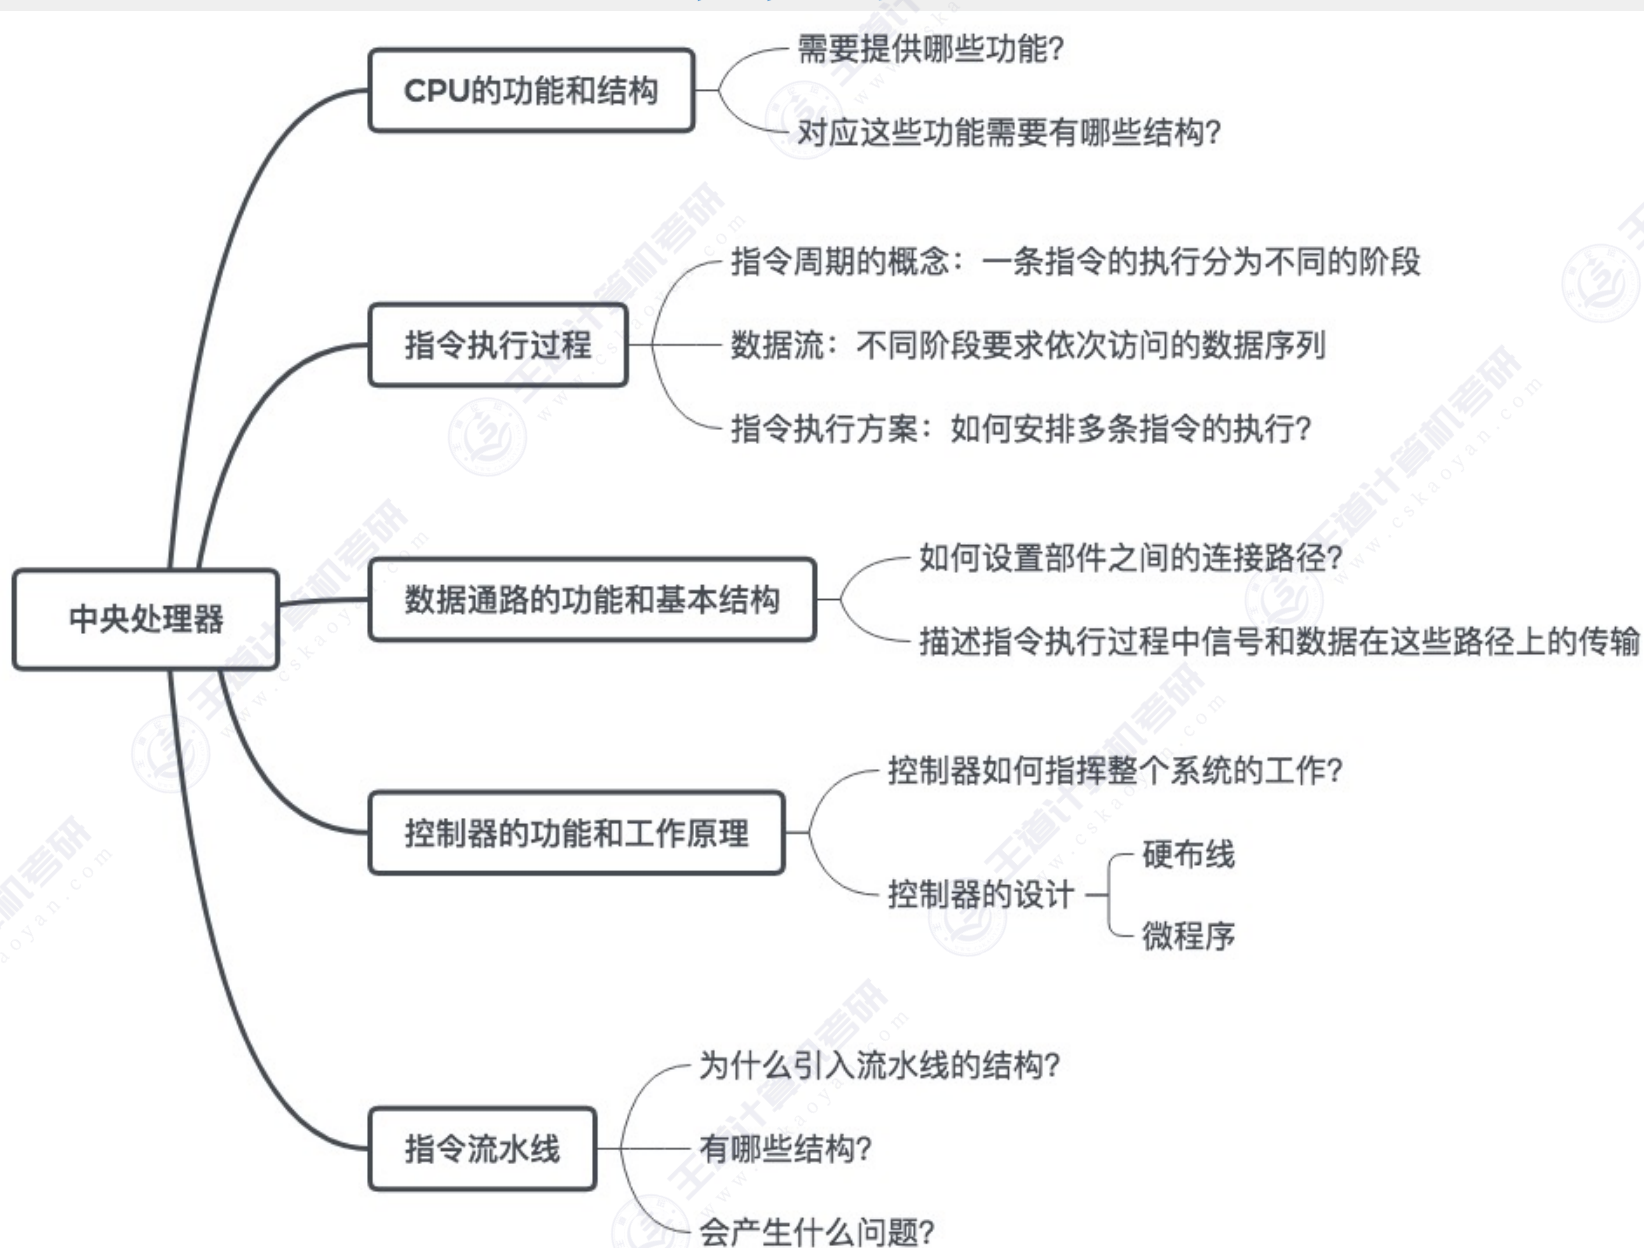 CPU的功能和结构
需要提供哪些功能?
对应这些功能需要有哪些结构?
指令执行过程
指令周期的概念：一条指令的执行分为不同的阶段
数据流：不同阶段要求依次访问的数据序列
指令执行方案：如何安排多条指令的执行?
中央处理器
数据通路的功能和基本结构
如何设置部件之间的连接路径?
描述指令执行过程中信号和数据在这些路径上的传输
控制器的功能和工作原理
控制器如何指挥整个系统的工作?
控制器的设计
硬布线
微程序
指令流水线
为什么引入流水线的结构?
有哪些结构?
会产生什么问题?
王道计算机考研
www.cskaoyan.com